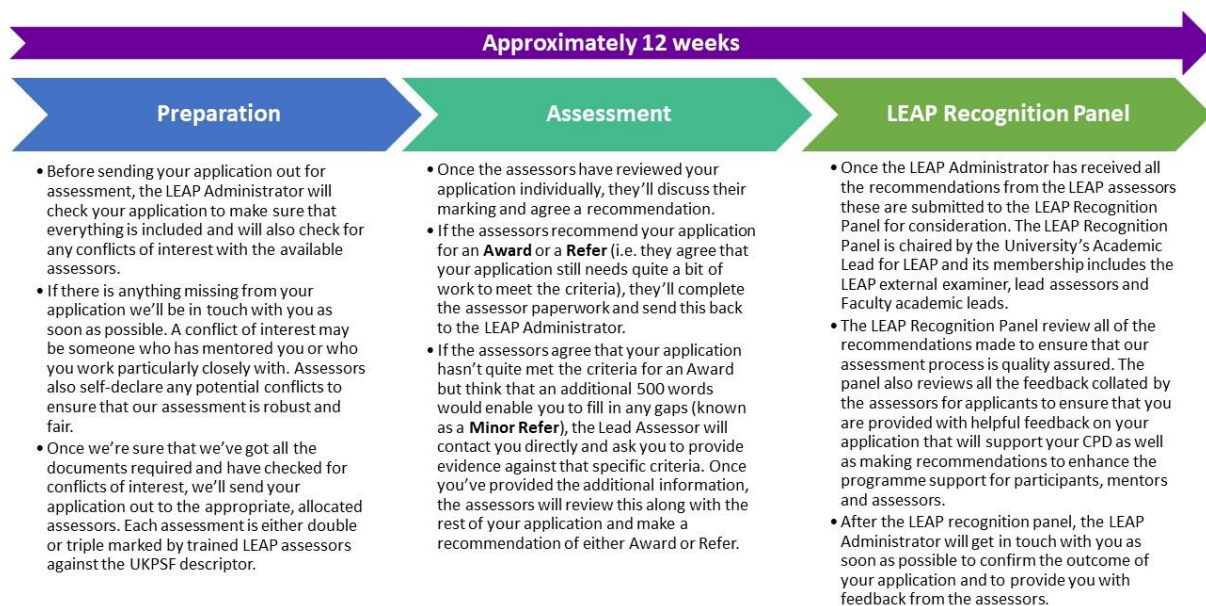 Approximately 12 weeks
Preparation
• Before sending your application out for
assessment, the LEAP Administrator will
check your application to make sure that
everything is included and will also check for
any conflicts of interest with the available
assessors.
• If there is anything missing from your
application we'll be in touch with you as
soon as possible. A conflict of interest may
be someone who has mentored you or who
you work particularly closely with. Assessors
also self-declare any potential conflicts to
ensure that our assessment is robust and
fair.
• Once we're sure that we've got all the
documents required and have checked for
conflicts of interest, we'll send your
application out to the appropriate, allocated
assessors. Each assessment is either double
or triple marked by trained LEAP assessors
against the UKPSF descriptor.
Assessment
• Once the assessors have reviewed your
application individually, they'll discuss their
marking and agree a recommendation.
• If the assessors recommend your application
for an Award or a Refer (i.e. they agree that
your application still needs quite a bit of
work to meet the criteria), they'll complete
the assessor paperwork and send this back
to the LEAP Administrator.
• If the assessors agree that your application
hasn't quite met the criteria for an Award
but think that an additional 500 words
would enable you to fill in any gaps (known
as a Minor Refer), the Lead Assessor will
contact you directly and ask you to provide
evidence against that specific criteria. Once
you've provided the additional information,
the assessors will review this along with the
rest of your application and make a
recommendation of either Award or Refer.
LEAP Recognition Panel
• Once the LEAP Administrator has received all
the recommendations from the LEAP assessors
these are submitted to the LEAP Recognition
Panel for consideration. The LEAP Recognition
Panel is chaired by the University's Academic
Lead for LEAP and its membership includes the
LEAP external examiner, lead assessors and
Faculty academic leads.
• The LEAP Recognition Panel review all of the
recommendations made to ensure that our
assessment process is quality assured. The
panel also reviews all the feedback collated by
the assessors for applicants to ensure that you
are provided with helpful feedback on your
application that will support your CPD as well
as making recommendations to enhance the
programme support for participants, mentors
and assessors.
• After the LEAP recognition panel, the LEAP
Administrator will get in touch with you as
soon as possible to confirm the outcome of
your application and to provide you with
feedback from the assessors.